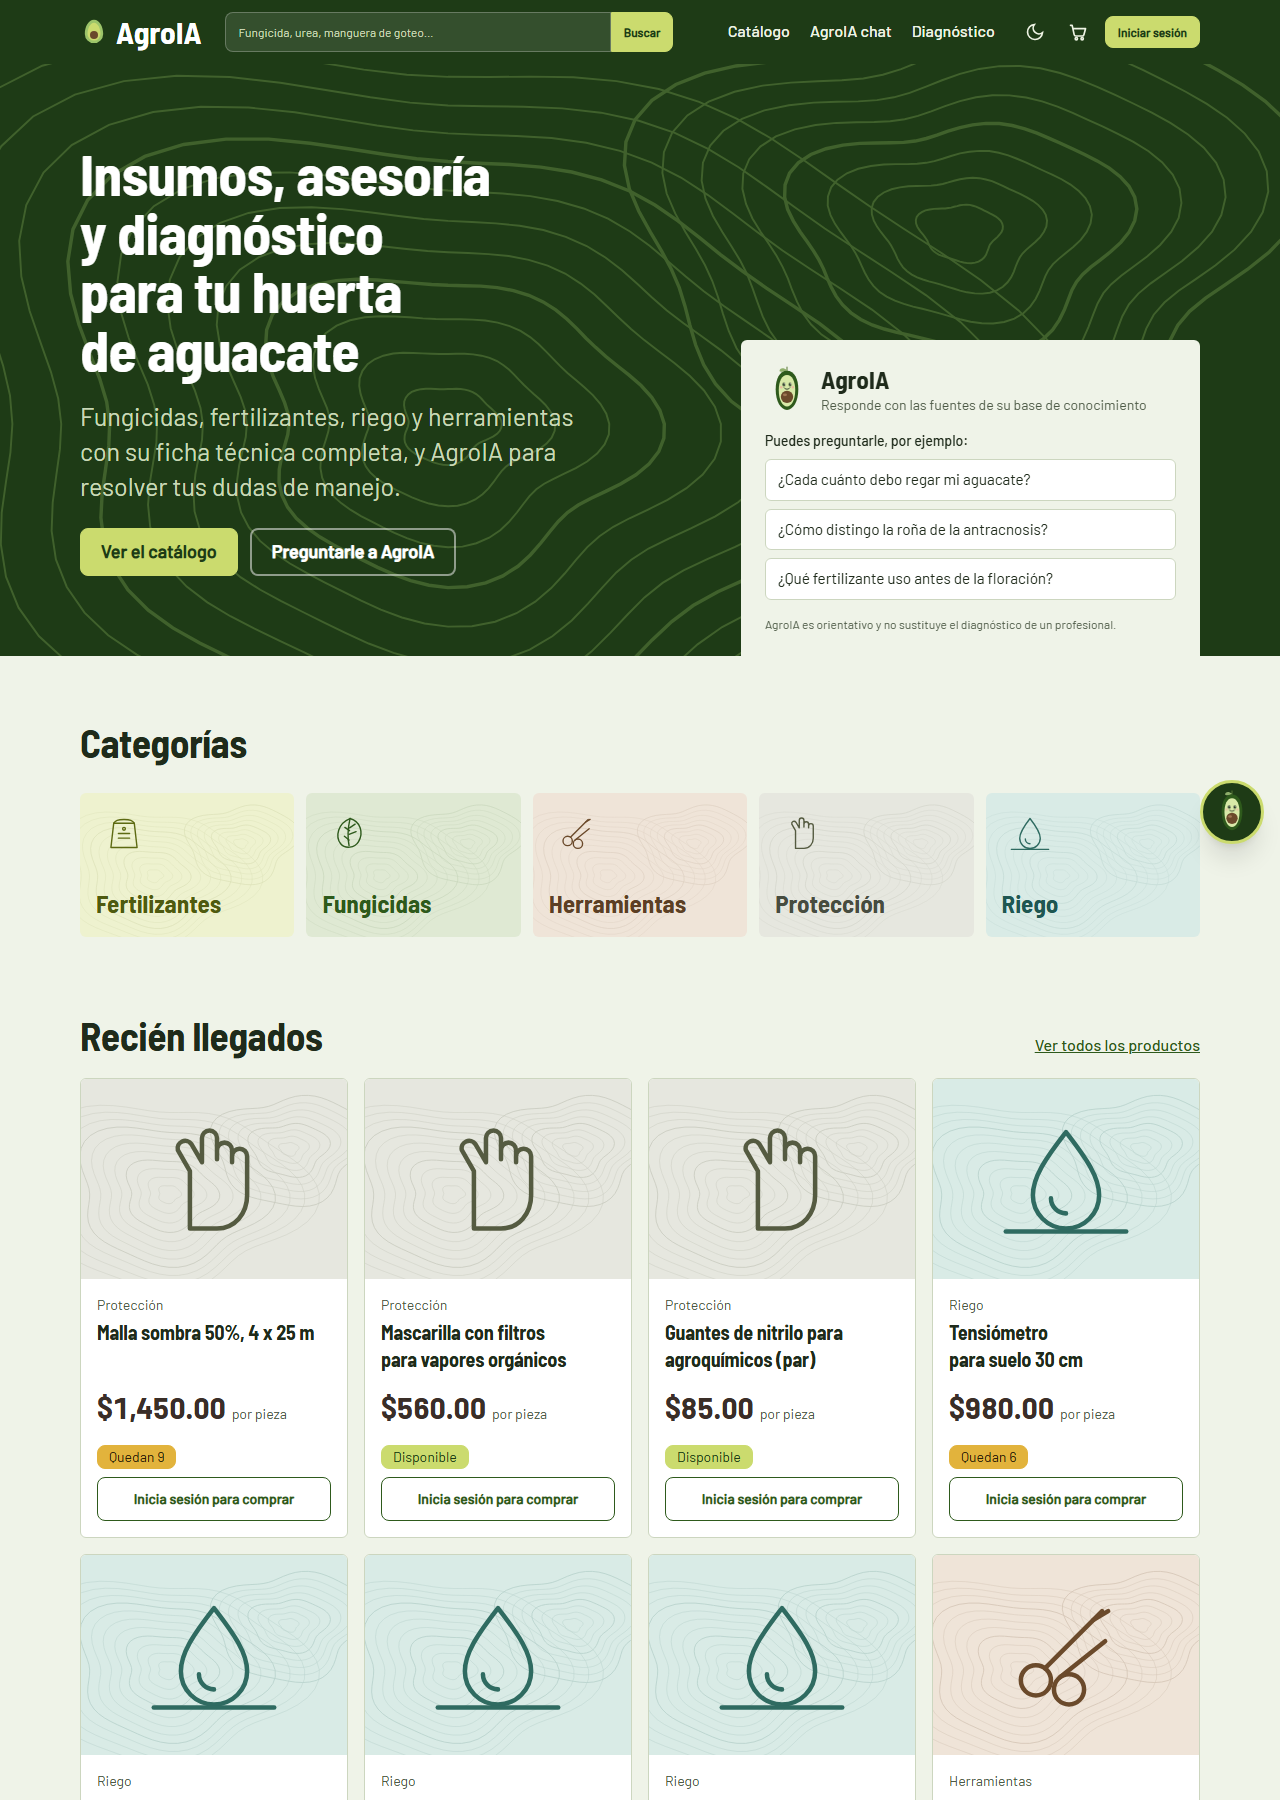 AgroIA
Fungicida, urea, manguera de goteo...
Buscar
Catálogo
AgroIA chat
Diagnóstico
Iniciar sesión
Insumos, asesoría
y diagnóstico
para tu huerta
de aguacate
Fungicidas, fertilizantes, riego y herramientas
con su ficha técnica completa, y AgroIA para
resolver tus dudas de manejo.
Ver el catálogo
Preguntarle a AgroIA
AgroIA
Responde con las fuentes de su base de conocimiento
Puedes preguntarle, por ejemplo:
¿Cada cuánto debo regar mi aguacate?
¿Cómo distingo la roña de la antracnosis?
¿Qué fertilizante uso antes de la floración?
AgroIA es orientativo y no sustituye el diagnóstico de un profesional.
Categorías
Fertilizantes
Fungicidas
Herramientas
Protección
Riego
Recién llegados
Ver todos los productos
Protección
Malla sombra 50%, 4 x 25 m
$1,450.00 por pieza
Quedan 9
Inicia sesión para comprar
Protección
Mascarilla con filtros
para vapores orgánicos
$560.00 por pieza
Disponible
Inicia sesión para comprar
Protección
Guantes de nitrilo para
agroquímicos (par)
$85.00 por pieza
Disponible
Inicia sesión para comprar
Riego
Tensiómetro
para suelo 30 cm
$980.00 por pieza
Quedan 6
Inicia sesión para comprar
Riego
Riego
Riego
Herramientas